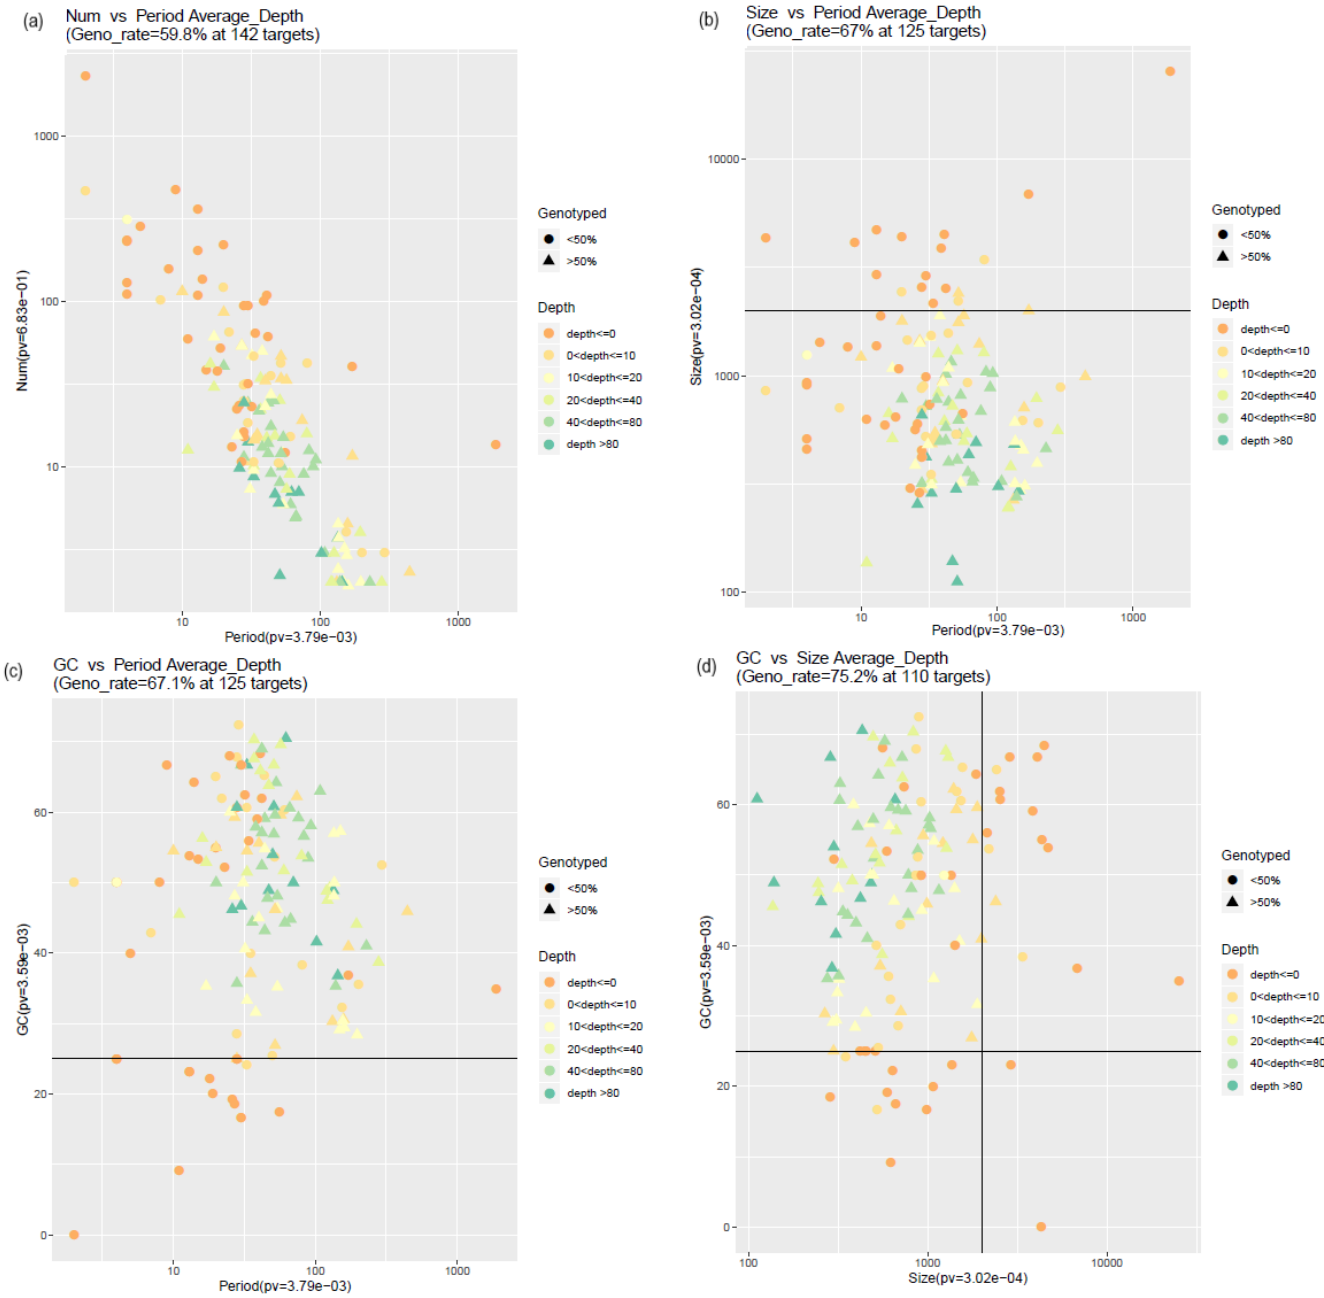 (a)
Num vs Period Average_Depth
(Geno_rate=59.8% at 142 targets)
1000
100
10
Num(pv=6.83e−01)
10
100
1000
Period(pv=3.79e−03)
Genotyped
<50%
>50%
Depth
depth<=0
0<depth<=10
10<depth<=20
20<depth<=40
40<depth<=80
depth >80
(b)
Size vs Period Average_Depth
(Geno_rate=67% at 125 targets)
10000
1000
100
Size(pv=3.02e−04)
10
100
1000
Period(pv=3.79e−03)
Genotyped
<50%
>50%
Depth
depth<=0
0<depth<=10
10<depth<=20
20<depth<=40
40<depth<=80
depth >80
(c)
GC vs Period Average_Depth
(Geno_rate=67.1% at 125 targets)
60
40
20
0
GC(pv=3.59e−03)
10
100
1000
Period(pv=3.79e−03)
Genotyped
<50%
>50%
Depth
depth<=0
0<depth<=10
10<depth<=20
20<depth<=40
40<depth<=80
depth >80
(d)
GC vs Size Average_Depth
(Geno_rate=75.2% at 110 targets)
60
40
20
0
GC(pv=3.59e−03)
100
1000
10000
Size(pv=3.02e−04)
Genotyped
<50%
>50%
Depth
depth<=0
0<depth<=10
10<depth<=20
20<depth<=40
40<depth<=80
depth >80